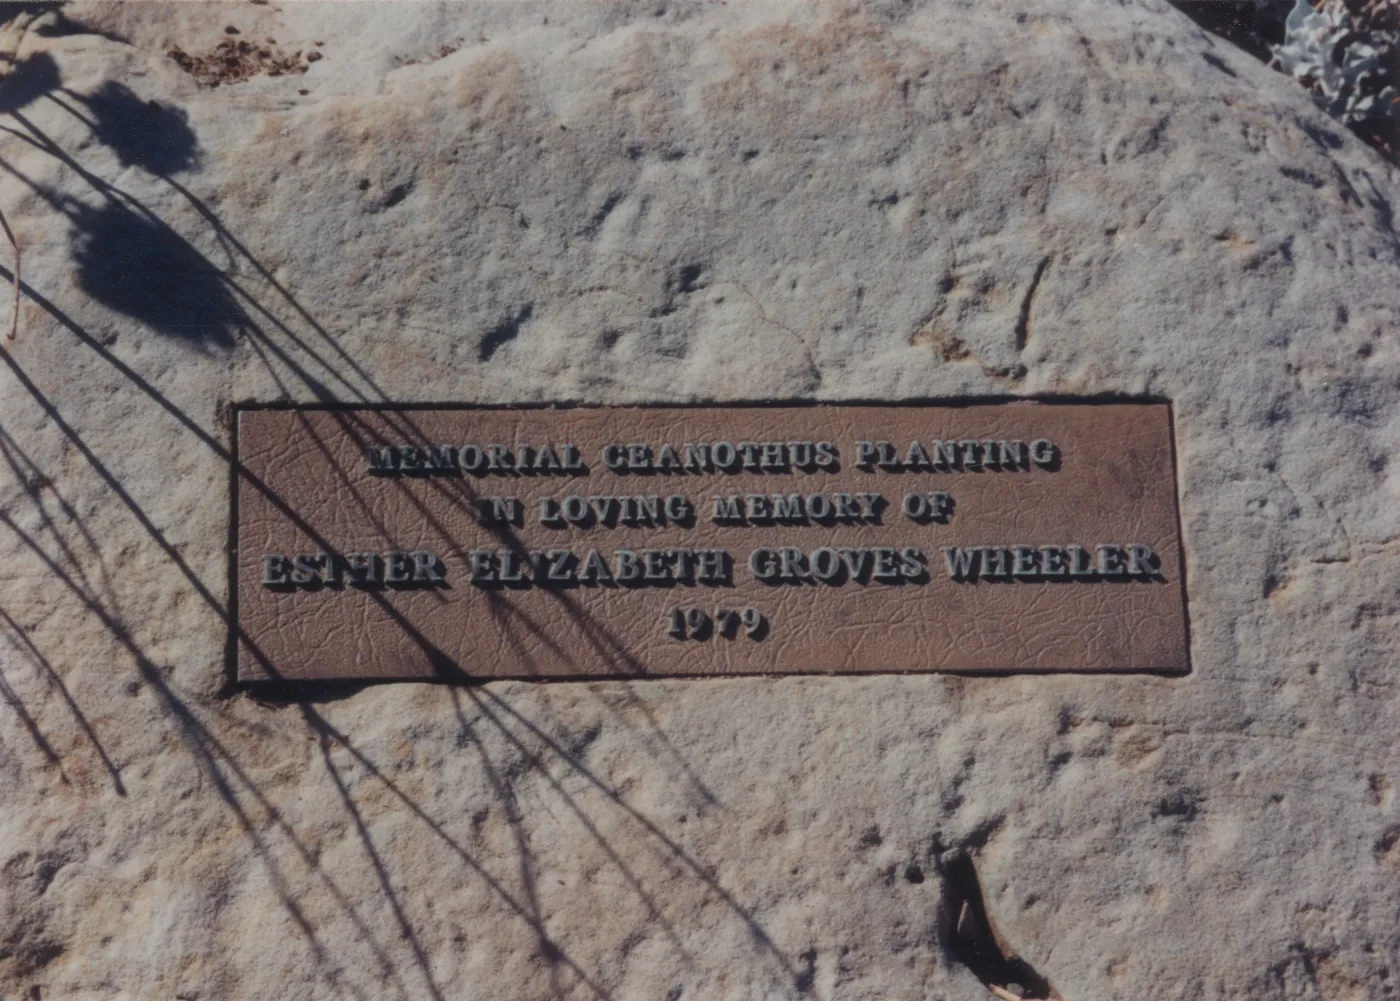 MEMORIAL CEANOTHUS PLANTING
IN LOVING MEMORY OF
ESTHER ELIZABETH GROVES WHEELER
1979